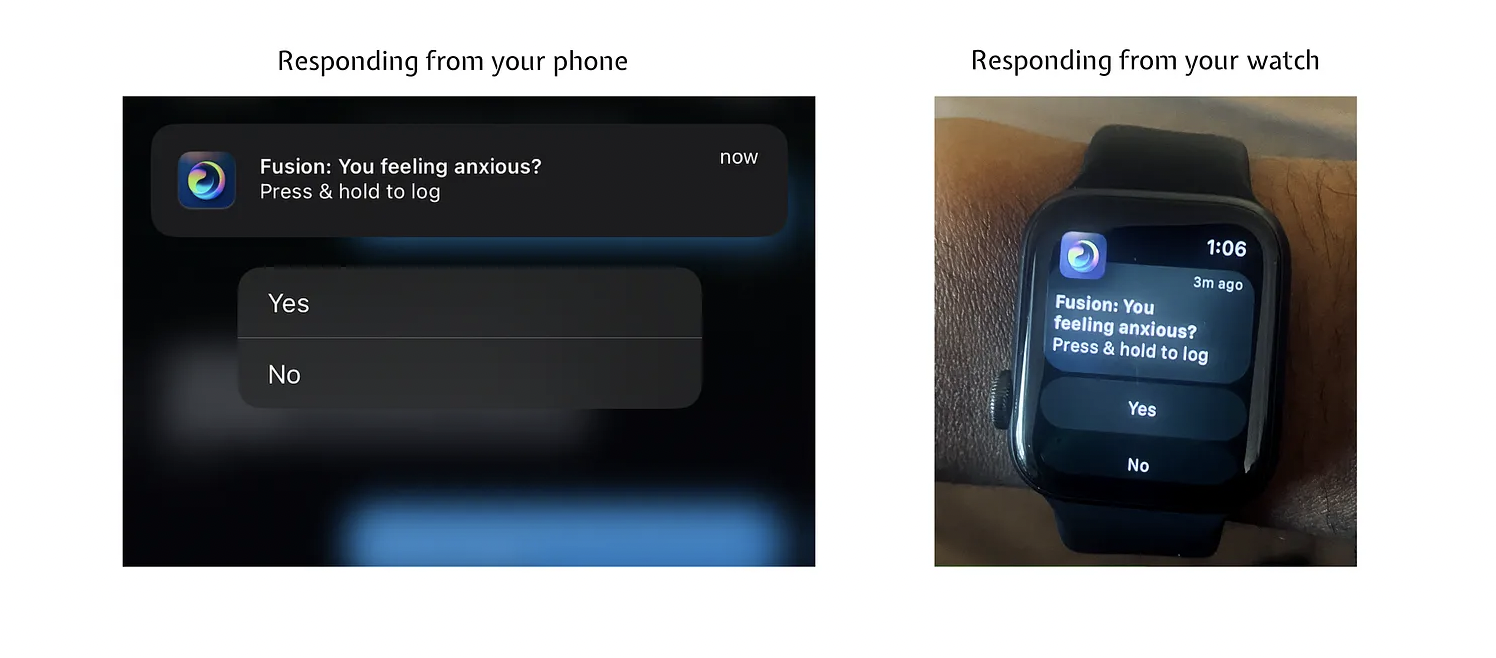 Responding from your phone
Fusion: You feeling anxious?
now
Press & hold to log
Yes
No
Responding from your watch
1:06
3m ago
Fusion: You
feeling anxious?
Press & hold to log
Yes
No